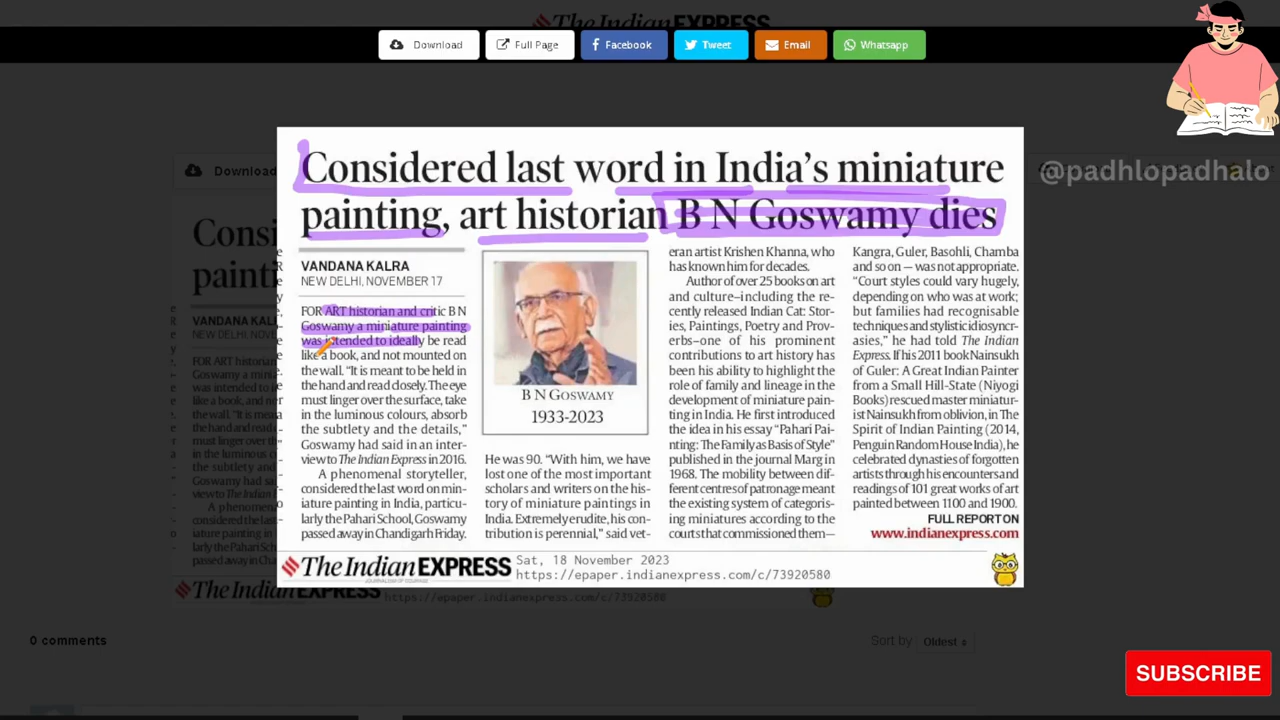 The Indian EXPRESS
Download
Full Page
Facebook
Tweet
Email
Whatsapp
@padhlopadhalo
Download
Considered last word in India's miniature
painting, art historian B N Goswamy dies
VANDANA KALRA
NEW DELHI, NOVEMBER 17
FOR ART historian and critic B N
Goswamy a miniature painting
was intended to ideally be read
like a book, and not mounted on
the wall. "It is meant to be held in
the hand and read closely. The eye
must linger over the surface, take
in the luminous colours, absorb
the subtlety and the details,"
Goswamy had said in an inter-
view to The Indian Express in 2016.
A phenomenal storyteller,
considered the last word on min-
iature painting in India, particu-
larly the Pahari School, Goswamy
passed away in Chandigarh Friday.
B N GOSWAMY
1933-2023
He was 90. "With him, we have
lost one of the most important
scholars and writers on the his-
tory of miniature paintings in
India. Extremely erudite, his con-
tribution is perennial," said vet-
eran artist Krishen Khanna, who
has known him for decades.
Author of over 25 books on art
and culture–including the re-
cently released Indian Cat: Stor-
ies, Paintings, Poetry and Prov-
erbs–one of his prominent
contributions to art history has
been his ability to highlight the
role of family and lineage in the
development of miniature pain-
ting in India. He first introduced
the idea in his essay "Pahari Pai-
nting: The Family as Basis of Style"
published in the journal Marg in
1968. The mobility between dif-
ferent centres of patronage meant
the existing system of categoris-
ing miniatures according to the
courts that commissioned them—
Kangra, Guler, Basohli, Chamba
and so on — was not appropriate.
"Court styles could vary hugely,
depending on who was at work;
but families had recognisable
techniques and stylistic idiosyncr-
asies," he had told The Indian
Express. If his 2011 book Nainsukh
of Guler: A Great Indian Painter
from a Small Hill-State (Niyogi
Books) rescued master miniatur-
ist Nainsukh from oblivion, in The
Spirit of Indian Painting (2014,
Penguin Random House India), he
celebrated dynasties of forgotten
artists through his encounters and
readings of 101 great works of art
painted between 1100 and 1900.
FULL REPORT ON
www.indianexpress.com
The Indian EXPRESS
JOURNALISM OF COURAGE
Sat, 18 November 2023
https://epaper.indianexpress.com/c/73920580
0 comments
Sort by
Oldest
SUBSCRIBE